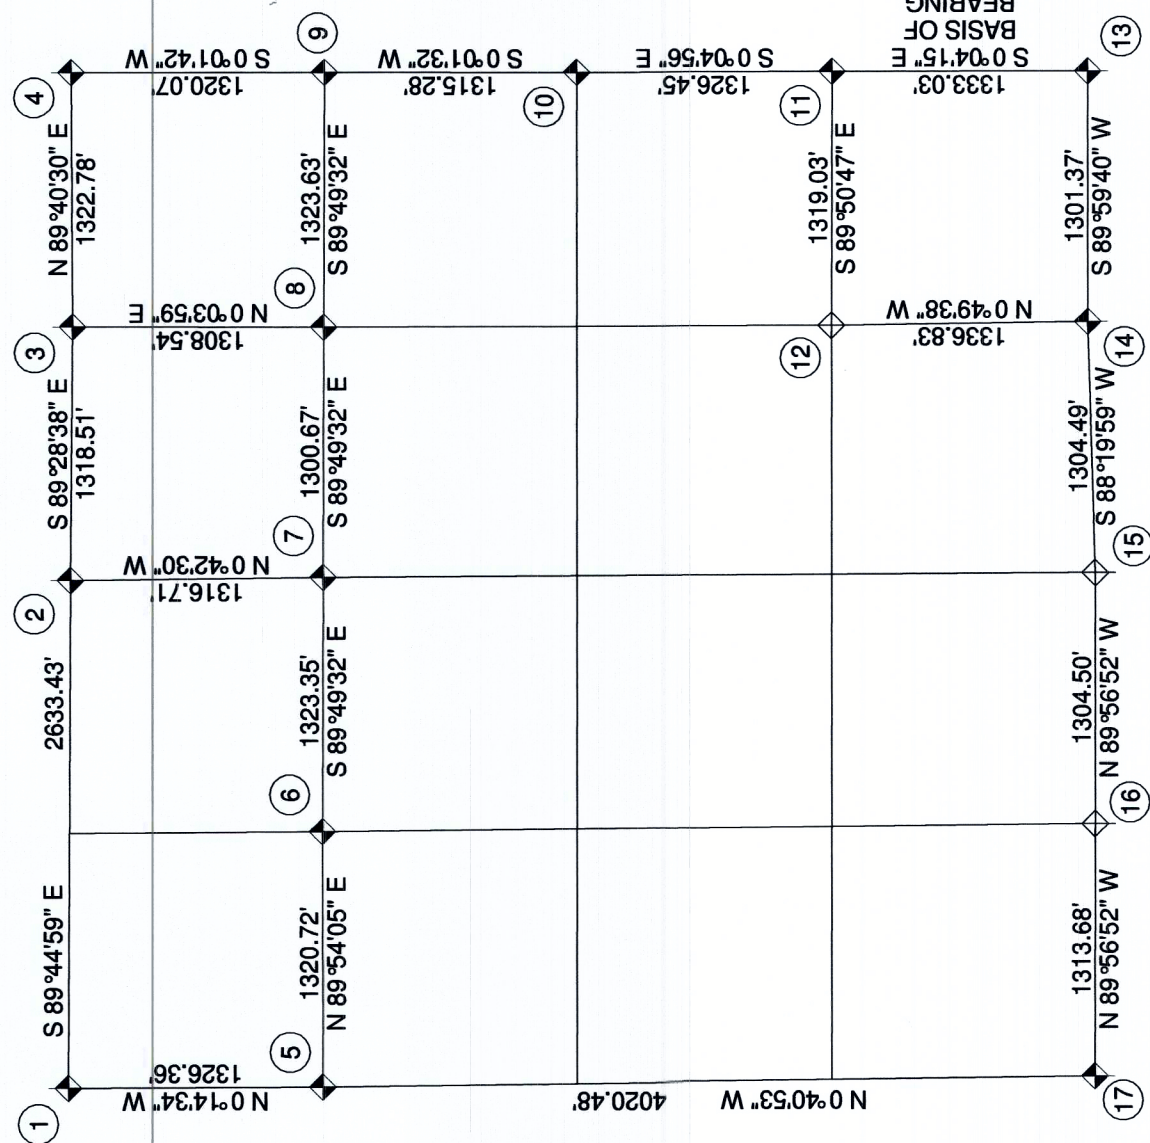 1
S 89°44'59" E
2633.43'
2
S 89°28'38" E
1318.51'
3
N 89°40'30" E
1322.78'
4
N 0°14'34" W
1326.36'
N 0°42'30" W
1316.71'
N 0°03'59" E
1308.54'
S 0°01'42" W
1320.07'
5
1320.72'
N 89°54'05" E
6
1323.35'
S 89°49'32" E
7
1300.67'
S 89°49'32" E
8
1323.63'
S 89°49'32" E
9
S 0°01'32" W
1315.28'
10
S 0°04'56" E
1326.45'
N 0°40'53" W
4020.48'
12
1319.03'
S 89°50'47" E
11
N 0°49'38" W
1336.83'
BASIS OF
BEARING
S 0°04'15" E
1333.03'
17
1313.68'
N 89°56'52" W
16
1304.50'
N 89°56'52" W
15
1304.49'
S 88°19'59" W
14
1301.37'
S 89°59'40" W
13